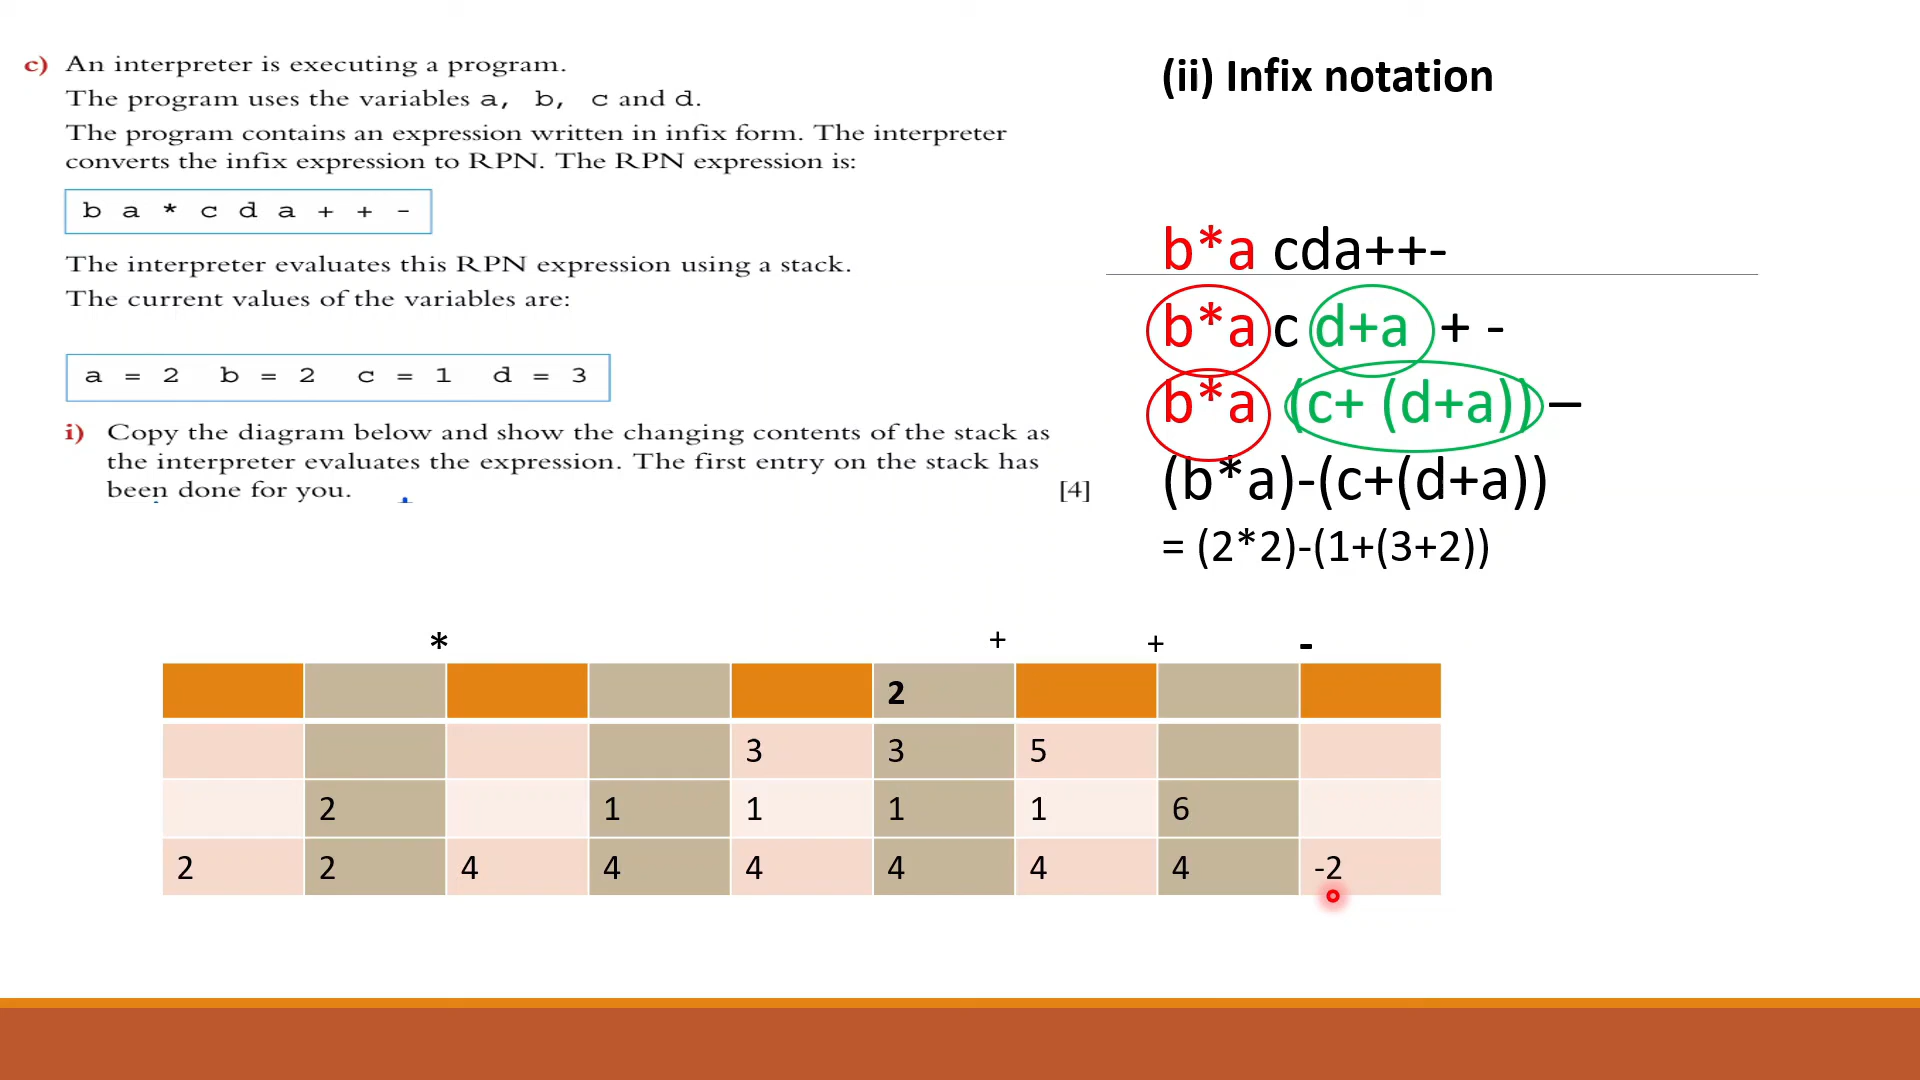 c) An interpreter is executing a program.
The program uses the variables a, b, c and d.
The program contains an expression written in infix form. The interpreter
converts the infix expression to RPN. The RPN expression is:
b a * c d a + + -
The interpreter evaluates this RPN expression using a stack.
The current values of the variables are:
a = 2 b = 2 c = 1 d = 3
i) Copy the diagram below and show the changing contents of the stack as
the interpreter evaluates the expression. The first entry on the stack has
been done for you. [4]
(ii) Infix notation
b*a cda++-
b*a c d+a + -
b*a (c+ (d+a)) –
(b*a)-(c+(d+a))
= (2*2)-(1+(3+2))
* + + -
2
3 3 5
2 1 1 1 1 6
2 2 4 4 4 4 4 4 -2